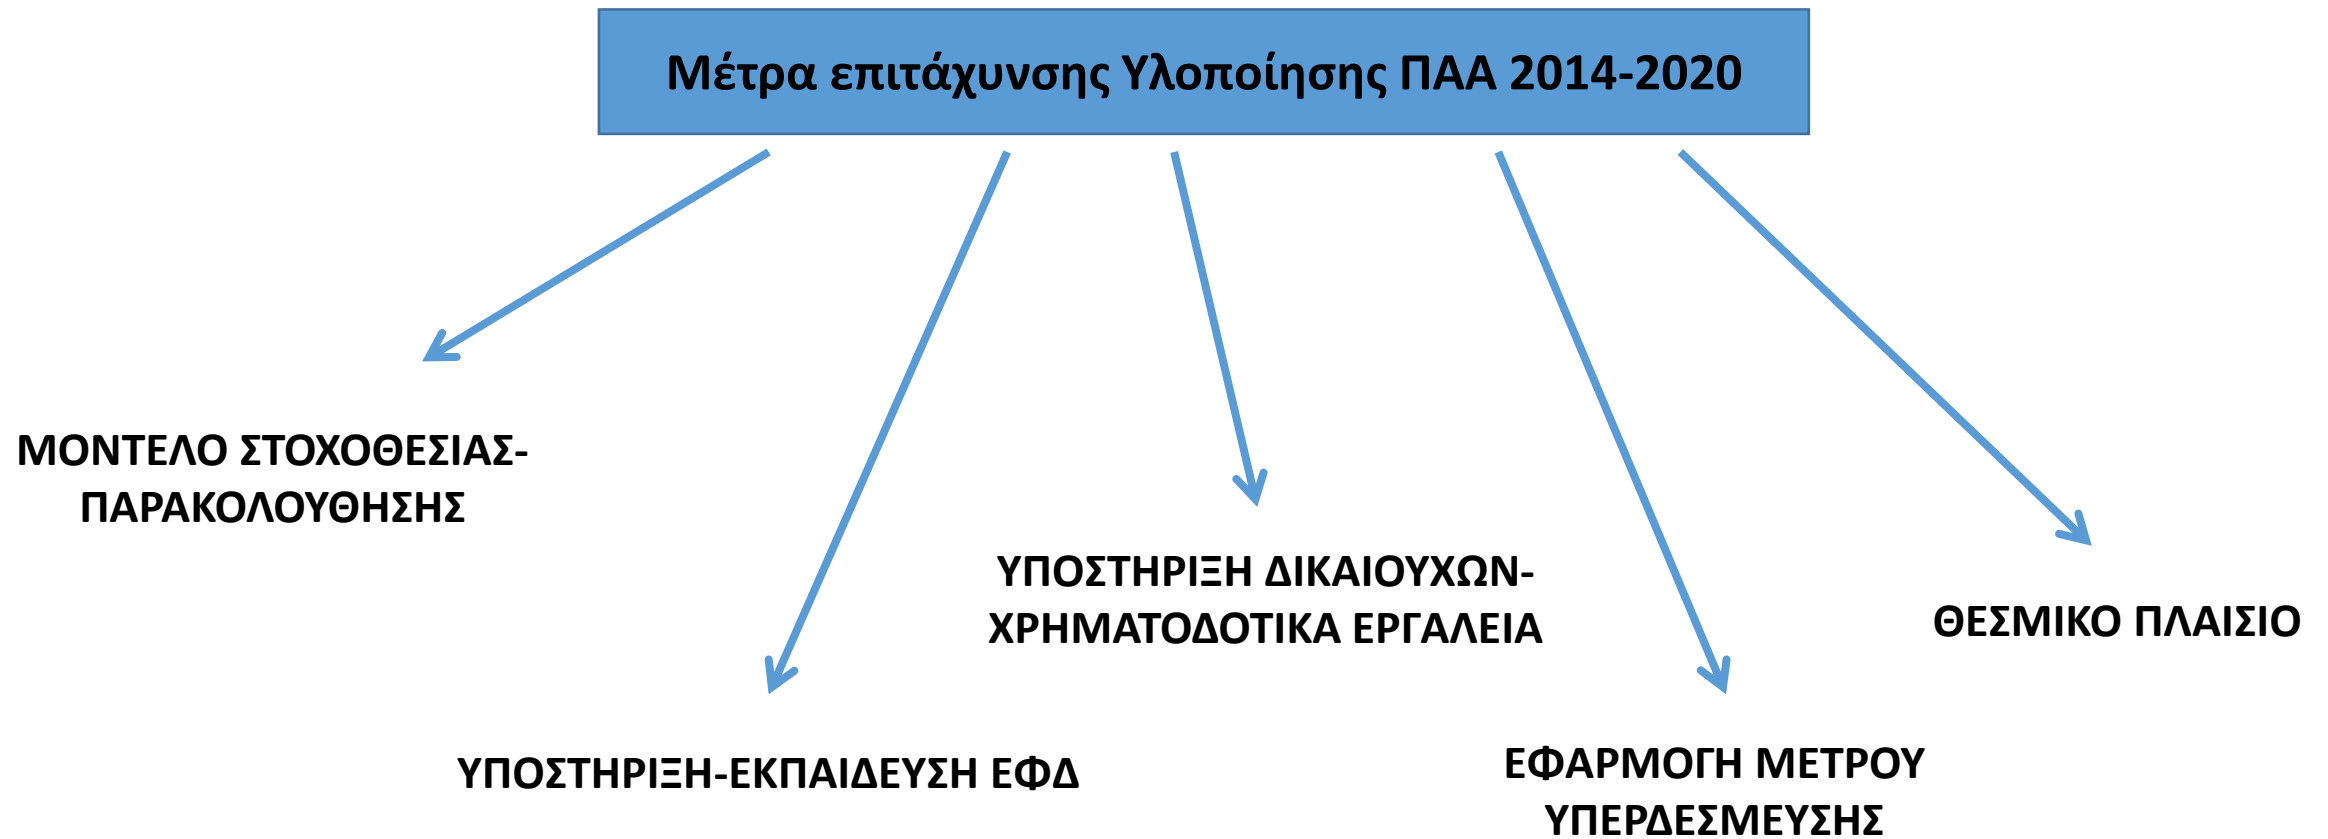 Μέτρα επιτάχυνσης Υλοποίησης ΠΑΑ 2014-2020
ΜΟΝΤΕΛΟ ΣΤΟΧΟΘΕΣΙΑΣ-
ΠΑΡΑΚΟΛΟΥΘΗΣΗΣ
ΥΠΟΣΤΗΡΙΞΗ-ΕΚΠΑΙΔΕΥΣΗ ΕΦΔ
ΥΠΟΣΤΗΡΙΞΗ ΔΙΚΑΙΟΥΧΩΝ-
ΧΡΗΜΑΤΟΔΟΤΙΚΑ ΕΡΓΑΛΕΙΑ
ΕΦΑΡΜΟΓΗ ΜΕΤΡΟΥ
ΥΠΕΡΔΕΣΜΕΥΣΗΣ
ΘΕΣΜΙΚΟ ΠΛΑΙΣΙΟ